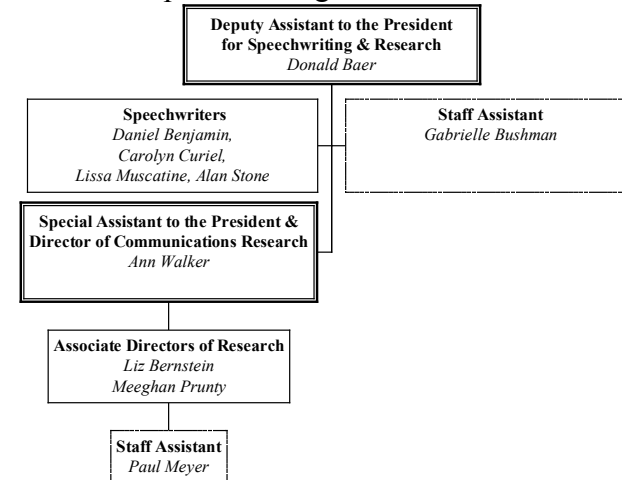 Deputy Assistant to the President
for Speechwriting & Research
Donald Baer
Speechwriters
Daniel Benjamin,
Carolyn Curiel,
Lissa Muscatine, Alan Stone
Staff Assistant
Gabrielle Bushman
Special Assistant to the President &
Director of Communications Research
Ann Walker
Associate Directors of Research
Liz Bernstein
Meeghan Prunty
Staff Assistant
Paul Meyer